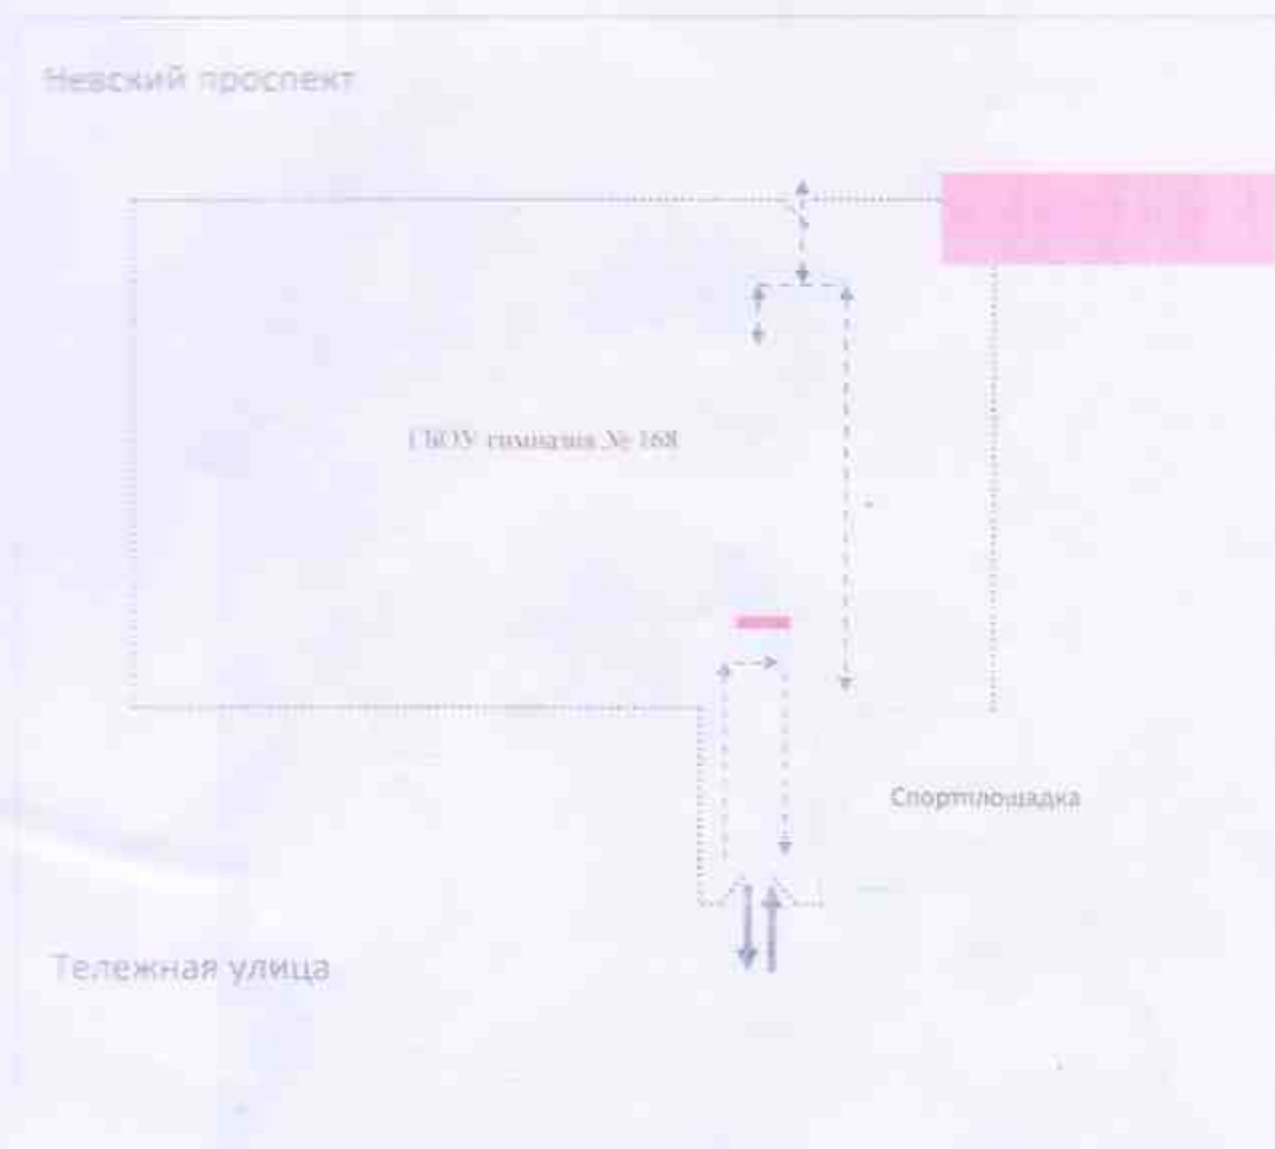 Невский проспект
ГБОУ гимназия № 168
Спортплощадка
Тележная улица